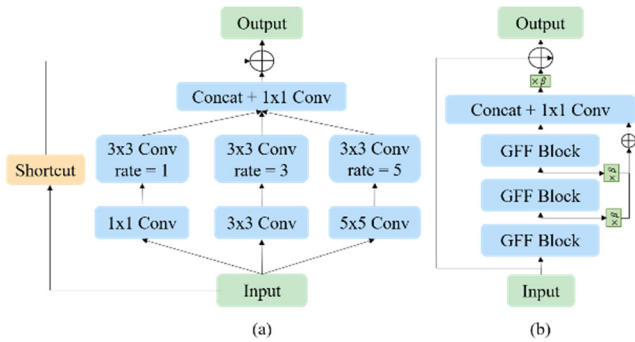 Output
Concat + 1x1 Conv
3x3 Conv
rate = 1
3x3 Conv
rate = 3
3x3 Conv
rate = 5
Shortcut
1x1 Conv
3x3 Conv
5x5 Conv
Input
(a)
Output
×β
Concat + 1x1 Conv
GFF Block
×β
GFF Block
×β
GFF Block
Input
(b)